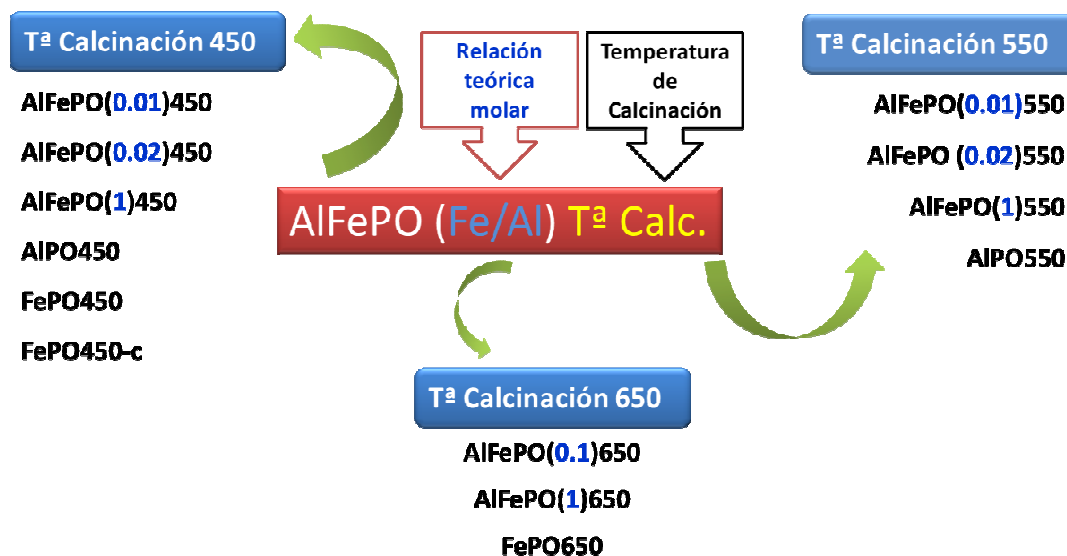 Tª Calcinación 450
AlFePO(0.01)450
AlFePO(0.02)450
AlFePO(1)450
AlPO450
FePO450
FePO450-c
Relación
teórica
molar
Temperatura
de
Calcinación
AlFePO (Fe/Al) Tª Calc.
Tª Calcinación 550
AlFePO(0.01)550
AlFePO (0.02)550
AlFePO(1)550
AlPO550
Tª Calcinación 650
AlFePO(0.1)650
AlFePO(1)650
FePO650